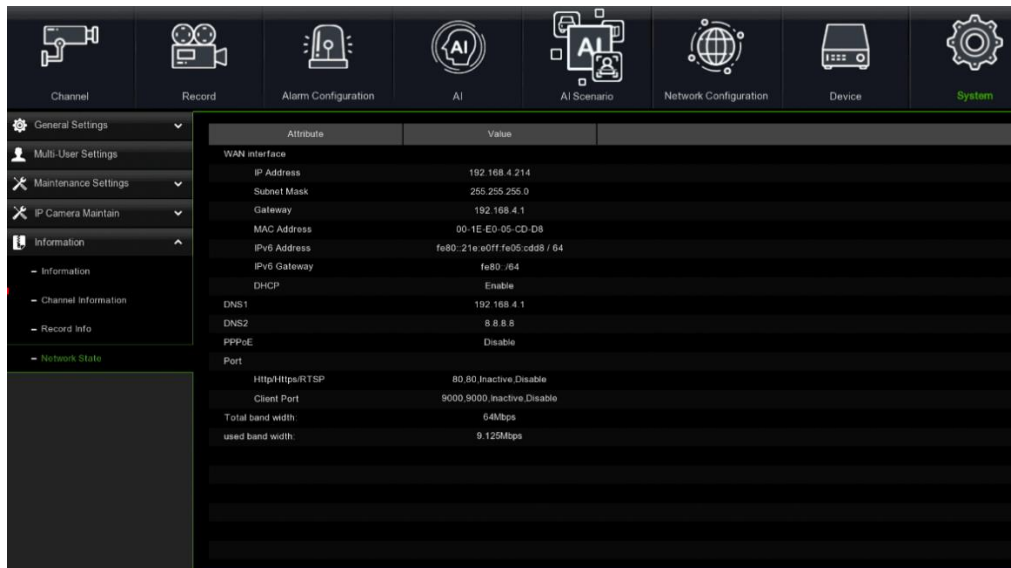 Channel Record Alarm Configuration AI AI Scenario Network Configuration Device System
AI
AI
General Settings
Multi-User Settings
Maintenance Settings
IP Camera Maintain
Information
Information
Channel Information
Record Info
Network State
Attribute Value
WAN interface
IP Address 192.168.4.214
Subnet Mask 255.255.255.0
Gateway 192.168.4.1
MAC Address 00-1E-E0-05-CD-D8
IPv6 Address fe80::21e:e0ff:fe05:cdd8 / 64
IPv6 Gateway fe80::/64
DHCP Enable
DNS1 192.168.4.1
DNS2 8.8.8.8
PPPoE Disable
Port
Http/Https/RTSP 80,80,Inactive,Disable
Client Port 9000,9000,Inactive,Disable
Total band width: 64Mbps
used band width: 9.125Mbps